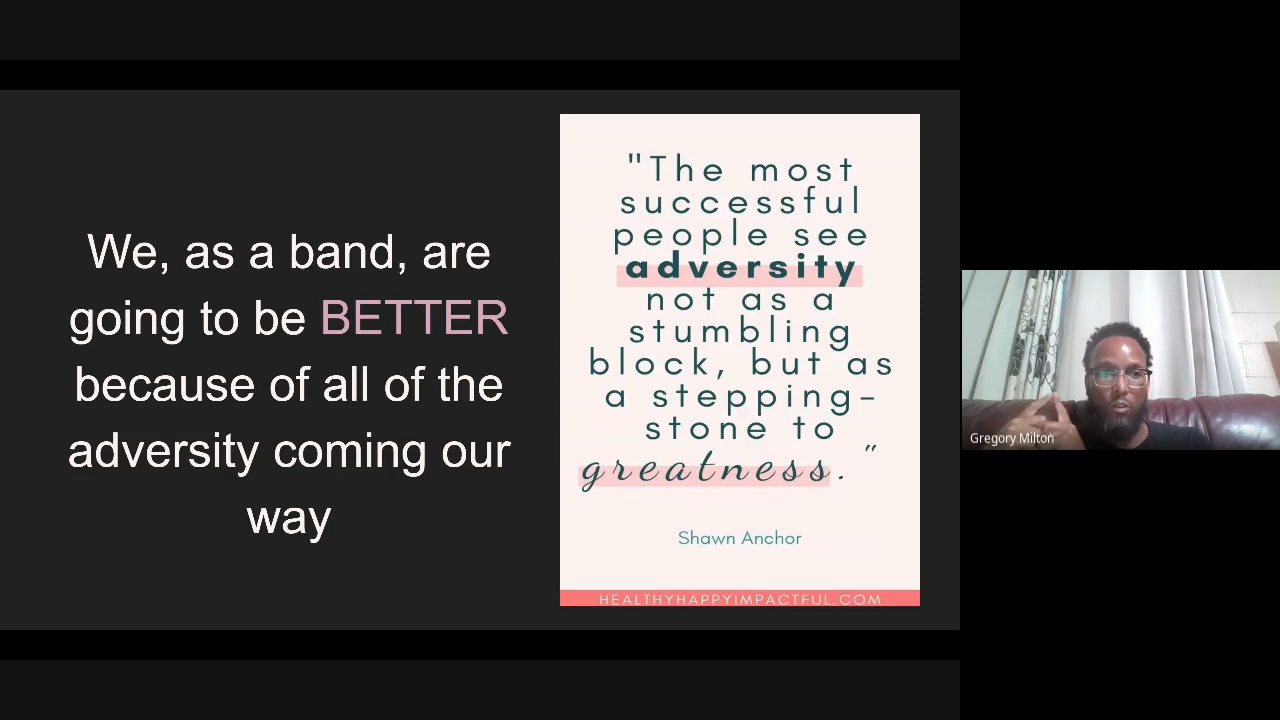 We, as a band, are
going to be BETTER
because of all of the
adversity coming our
way
"The most
successful
people see
adversity
not as a
stumbling
block, but as
a stepping-
stone to
greatness."
Shawn Anchor
HEALTHYHAPPYIMPACTFUL.COM
Gregory Milton